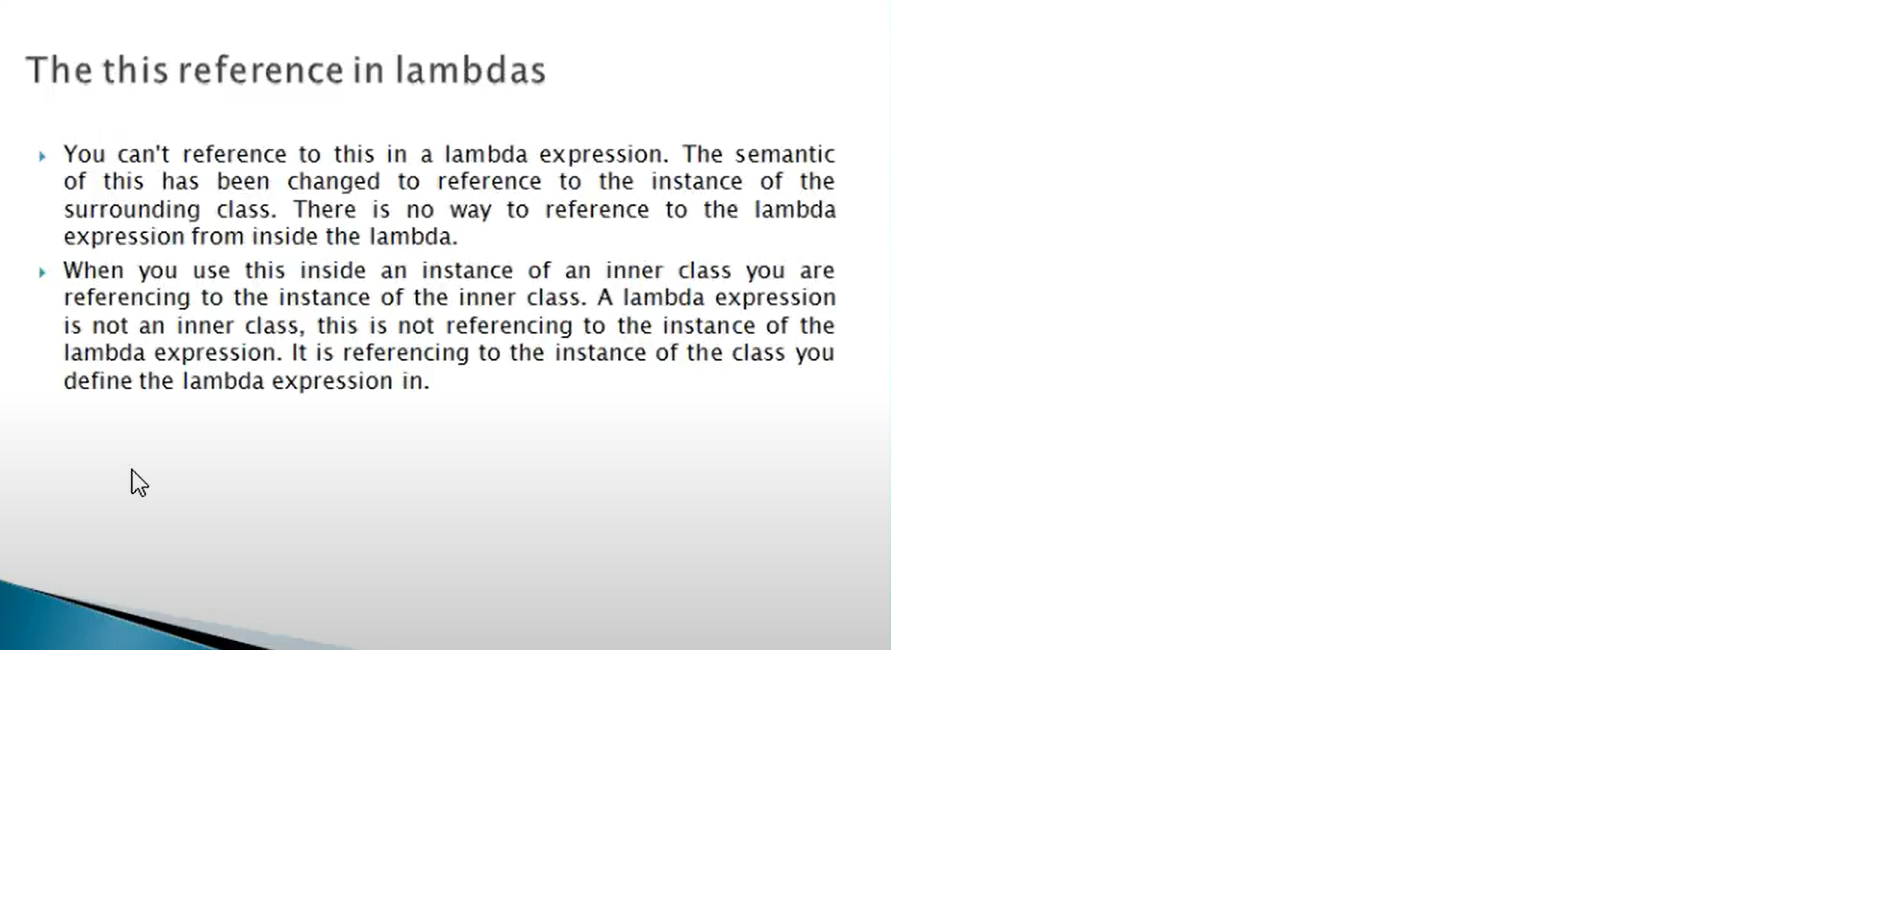 The this reference in lambdas
You can't reference to this in a lambda expression. The semantic
of this has been changed to reference to the instance of the
surrounding class. There is no way to reference to the lambda
expression from inside the lambda.
When you use this inside an instance of an inner class you are
referencing to the instance of the inner class. A lambda expression
is not an inner class, this is not referencing to the instance of the
lambda expression. It is referencing to the instance of the class you
define the lambda expression in.